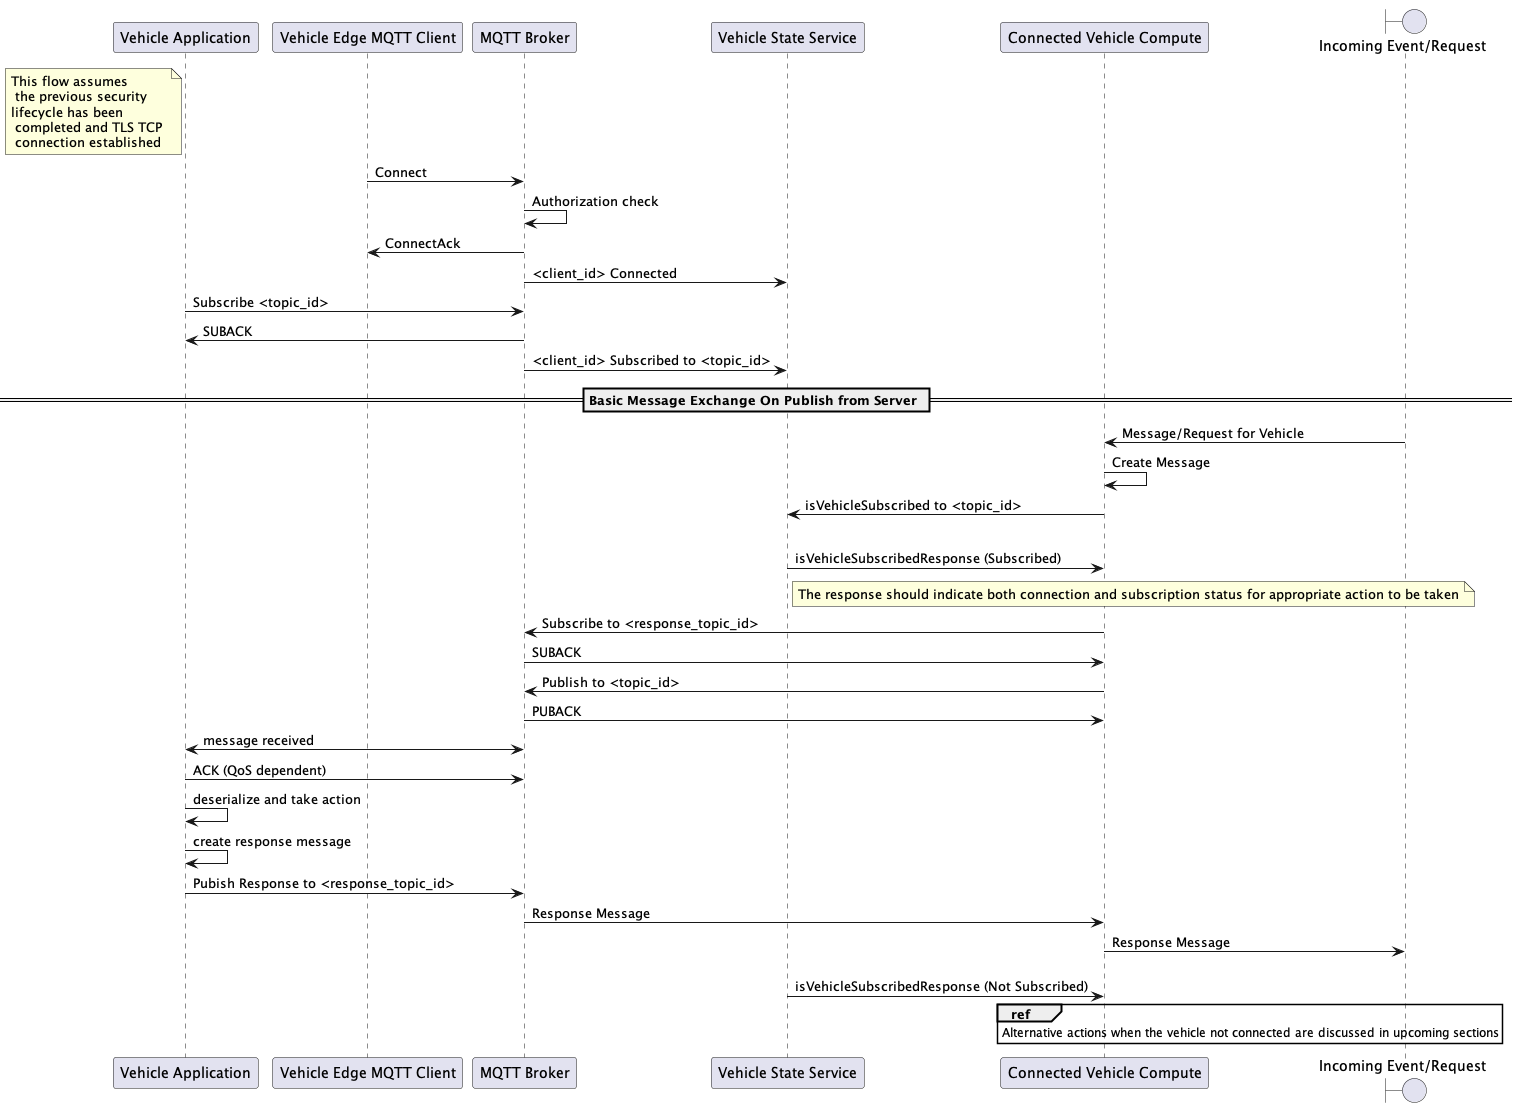 Vehicle Application
Vehicle Edge MQTT Client
MQTT Broker
Vehicle State Service
Connected Vehicle Compute
Incoming Event/Request
This flow assumes
the previous security
lifecycle has been
completed and TLS TCP
connection established
Connect
Authorization check
ConnectAck
<client_id> Connected
Subscribe <topic_id>
SUBACK
<client_id> Subscribed to <topic_id>
Basic Message Exchange On Publish from Server
Message/Request for Vehicle
Create Message
isVehicleSubscribed to <topic_id>
isVehicleSubscribedResponse (Subscribed)
The response should indicate both connection and subscription status for appropriate action to be taken
Subscribe to <response_topic_id>
SUBACK
Publish to <topic_id>
PUBACK
message received
ACK (QoS dependent)
deserialize and take action
create response message
Pubish Response to <response_topic_id>
Response Message
Response Message
isVehicleSubscribedResponse (Not Subscribed)
ref
Alternative actions when the vehicle not connected are discussed in upcoming sections
Vehicle Application
Vehicle Edge MQTT Client
MQTT Broker
Vehicle State Service
Connected Vehicle Compute
Incoming Event/Request